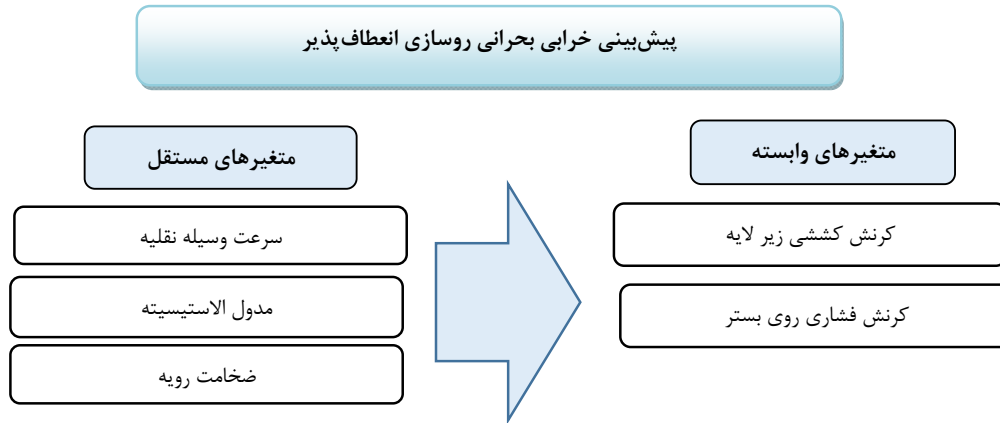 پیش‌بینی خرابی بحرانی روسازی انعطاف‌پذیر
متغیرهای مستقل
سرعت وسیله نقلیه
مدول الاستیسیته
ضخامت رویه
متغیرهای وابسته
کرنش کششی زیر لایه
کرنش فشاری روی بستر